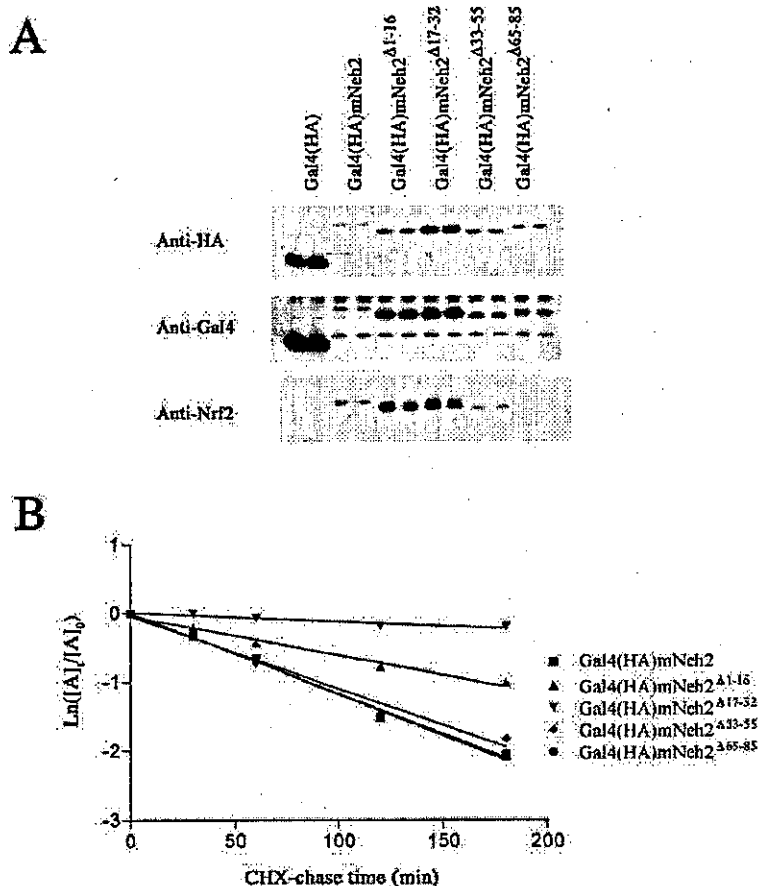 A
Gal4(HA)
Gal4(HA)mNeh2
Gal4(HA)mNeh2Δ1-16
Gal4(HA)mNeh2Δ17-32
Gal4(HA)mNeh2Δ33-55
Gal4(HA)mNeh2Δ65-85
Anti-HA
Anti-Gal4
Anti-Nrf2
B
1
0
-1
-2
-3
Ln([A]t/[A]0)
Gal4(HA)mNeh2
Gal4(HA)mNeh2Δ1-16
Gal4(HA)mNeh2Δ17-32
Gal4(HA)mNeh2Δ33-55
Gal4(HA)mNeh2Δ65-85
0 50 100 150 200
CHX-chase time (min)